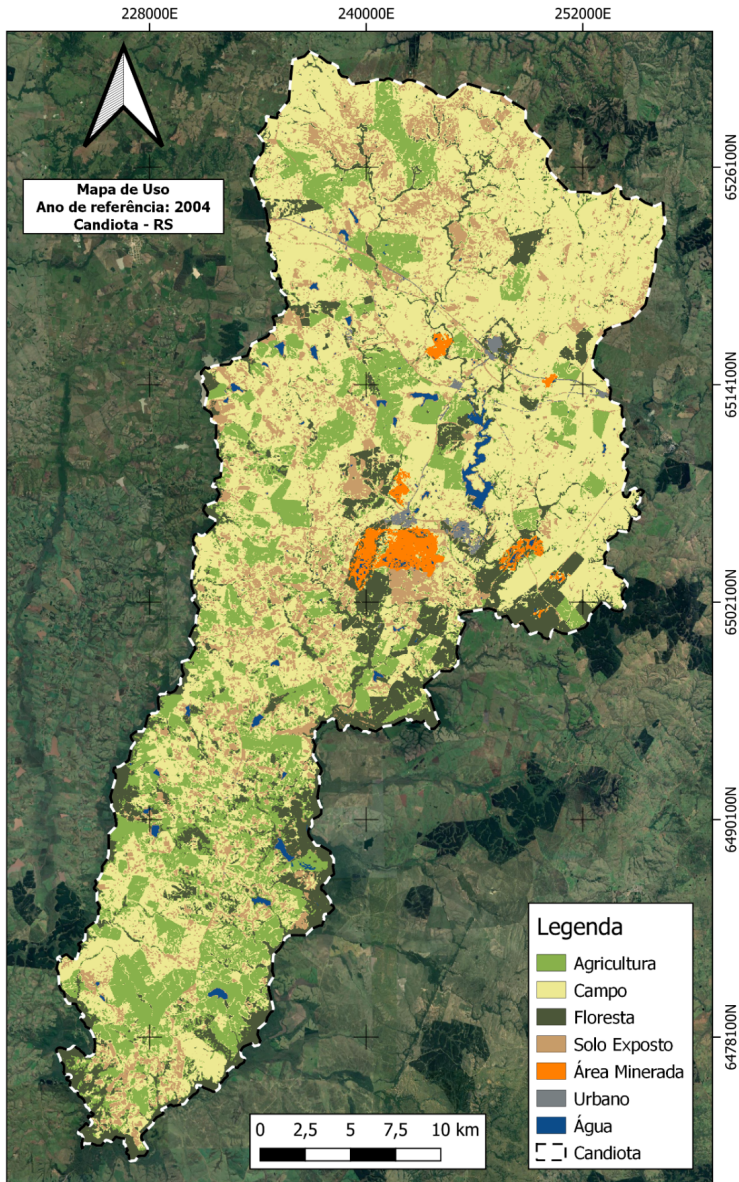 228000E 240000E 252000E
Mapa de Uso
Ano de referência: 2004
Candiota - RS
6526100N
6514100N
6502100N
6490100N
6478100N
Legenda
Agricultura
Campo
Floresta
Solo Exposto
Área Minerada
Urbano
Água
Candiota
0 2,5 5 7,5 10 km